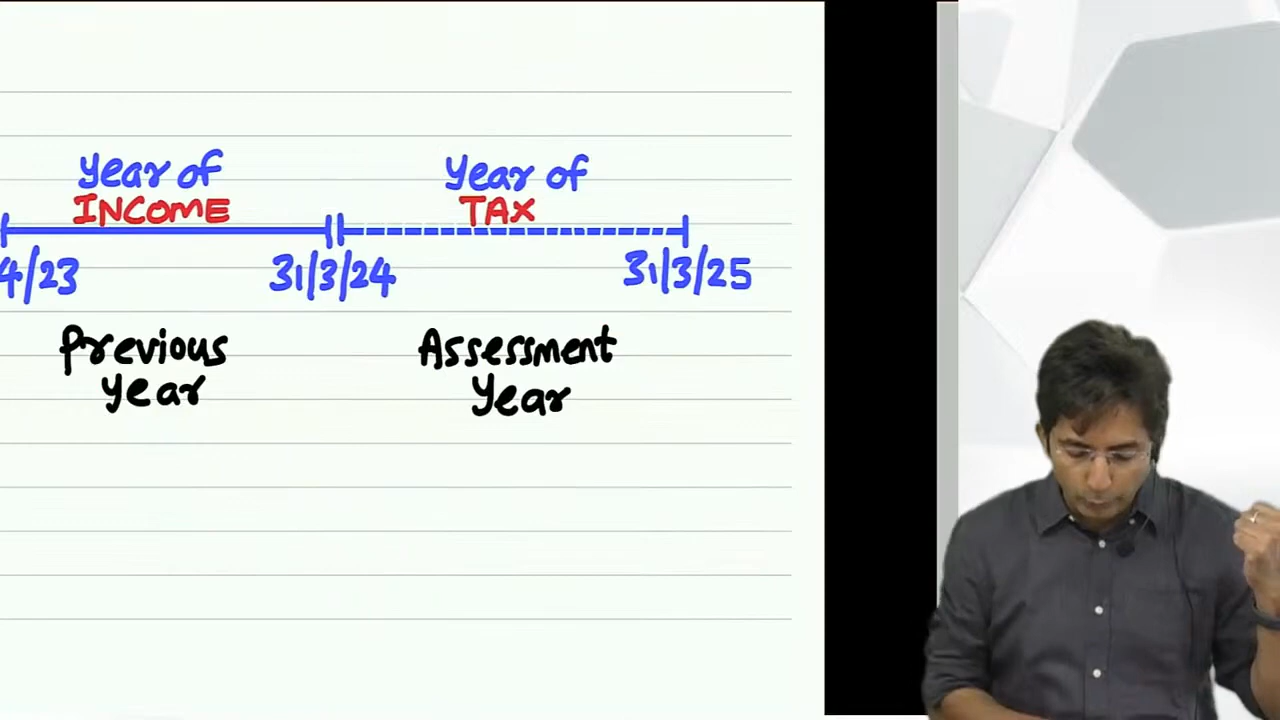 Year of
INCOME
Year of
TAX
4/23
31/3/24
31/3/25
Previous
Year
Assessment
Year